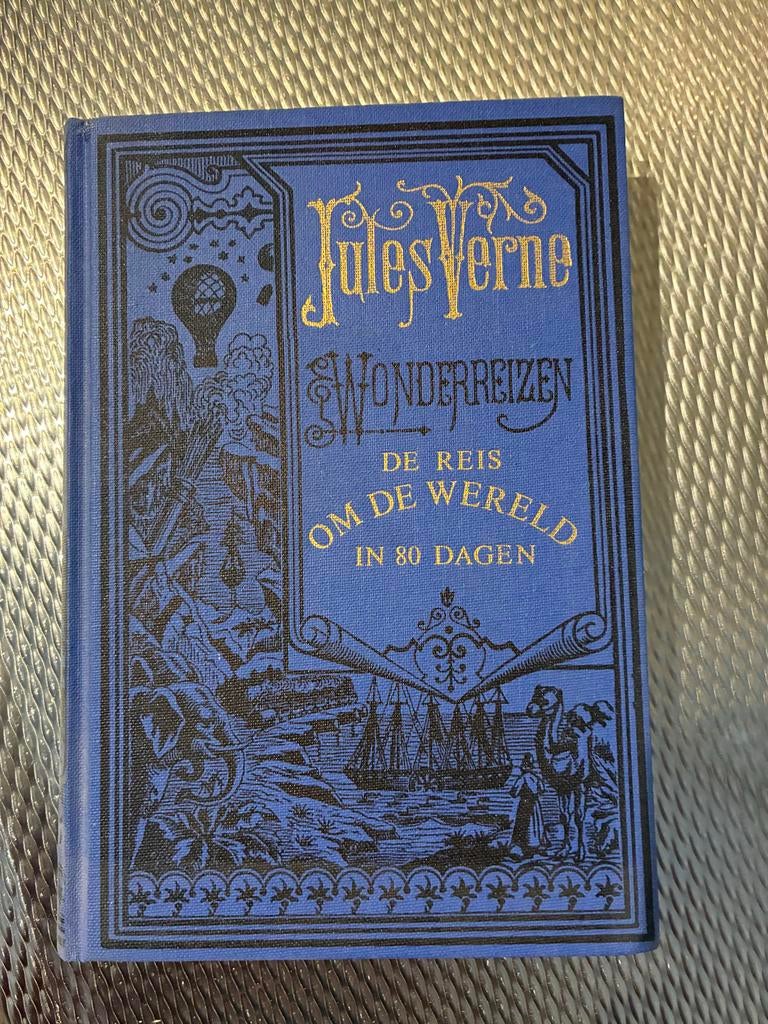 Jules Verne
WONDERREIZEN
DE REIS
OM DE WERELD
IN 80 DAGEN